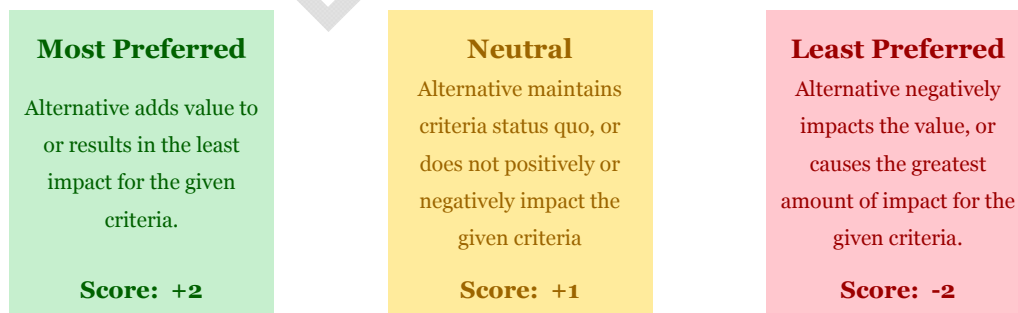 Most Preferred
Alternative adds value to
or results in the least
impact for the given
criteria.
Score: +2
Neutral
Alternative maintains
criteria status quo, or
does not positively or
negatively impact the
given criteria
Score: +1
Least Preferred
Alternative negatively
impacts the value, or
causes the greatest
amount of impact for the
given criteria.
Score: -2